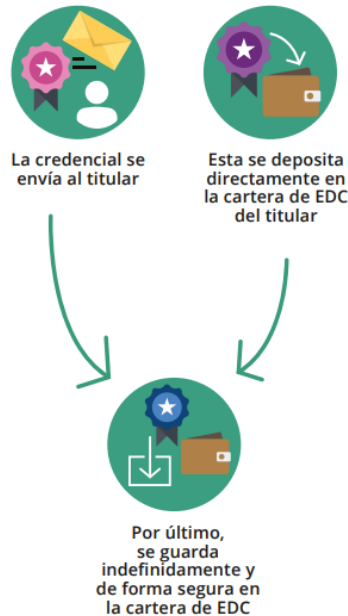 La credencial se
envía al titular
Esta se deposita
directamente en
la cartera de EDC
del titular
Por último,
se guarda
indefinidamente y
de forma segura en
la cartera de EDC